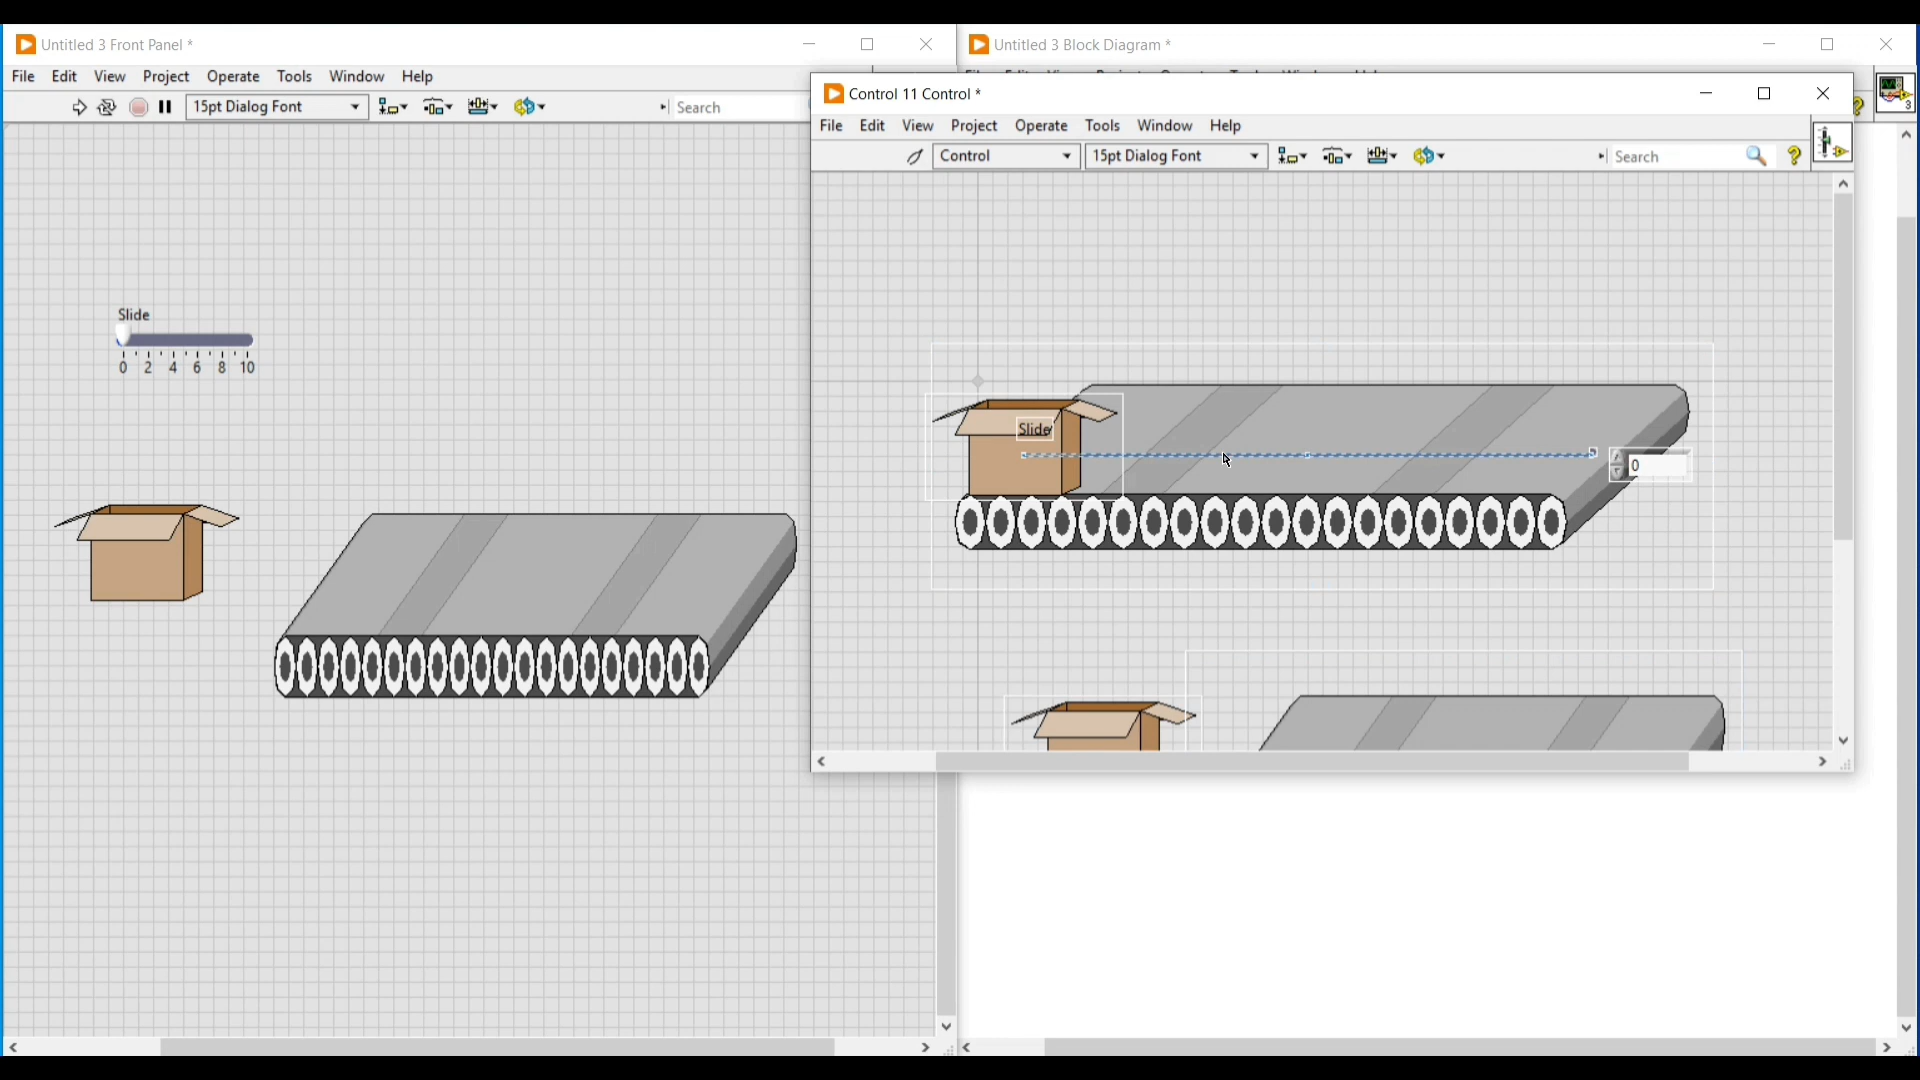 Untitled 3 Front Panel *
File Edit View Project Operate Tools Window Help
15pt Dialog Font
Search
Slide
0 2 4 6 8 10
Untitled 3 Block Diagram *
3
Control 11 Control *
File Edit View Project Operate Tools Window Help
Control
15pt Dialog Font
Search
Slide
0